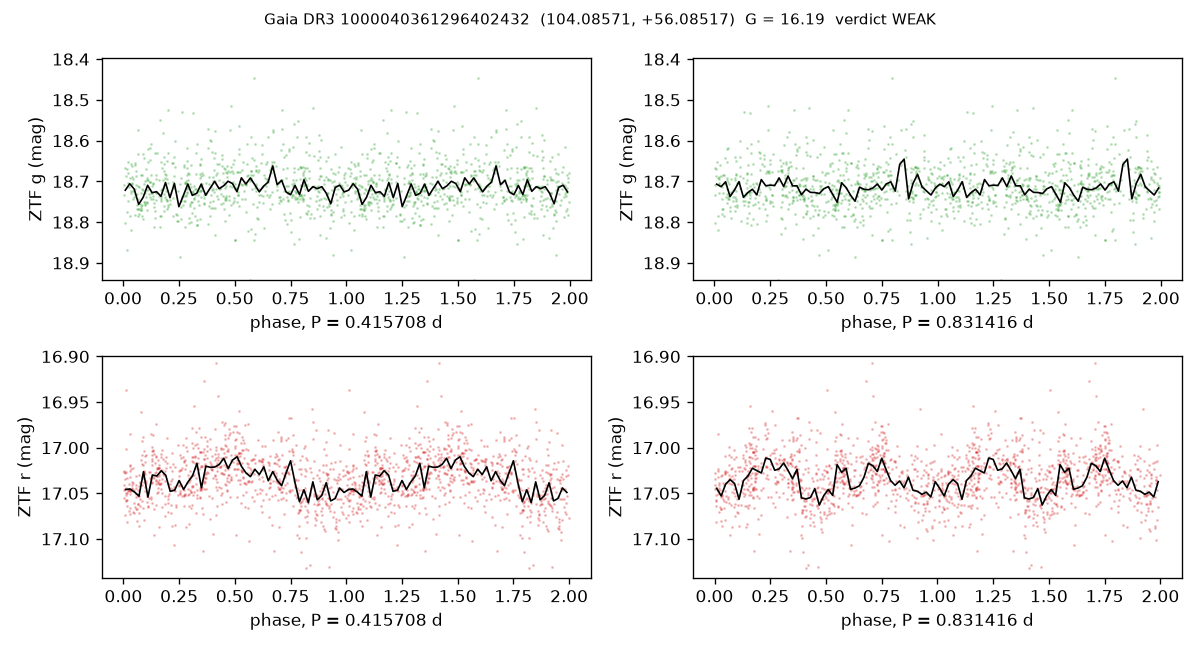 Gaia DR3 1000040361296402432 (104.08571, +56.08517) G = 16.19 verdict WEAK
18.4
18.5
18.6
18.7
18.8
18.9
ZTF g (mag)
0.00 0.25 0.50 0.75 1.00 1.25 1.50 1.75 2.00
phase, P = 0.415708 d
18.4
18.5
18.6
18.7
18.8
18.9
ZTF g (mag)
0.00 0.25 0.50 0.75 1.00 1.25 1.50 1.75 2.00
phase, P = 0.831416 d
16.90
16.95
17.00
17.05
17.10
ZTF r (mag)
0.00 0.25 0.50 0.75 1.00 1.25 1.50 1.75 2.00
phase, P = 0.415708 d
16.90
16.95
17.00
17.05
17.10
ZTF r (mag)
0.00 0.25 0.50 0.75 1.00 1.25 1.50 1.75 2.00
phase, P = 0.831416 d